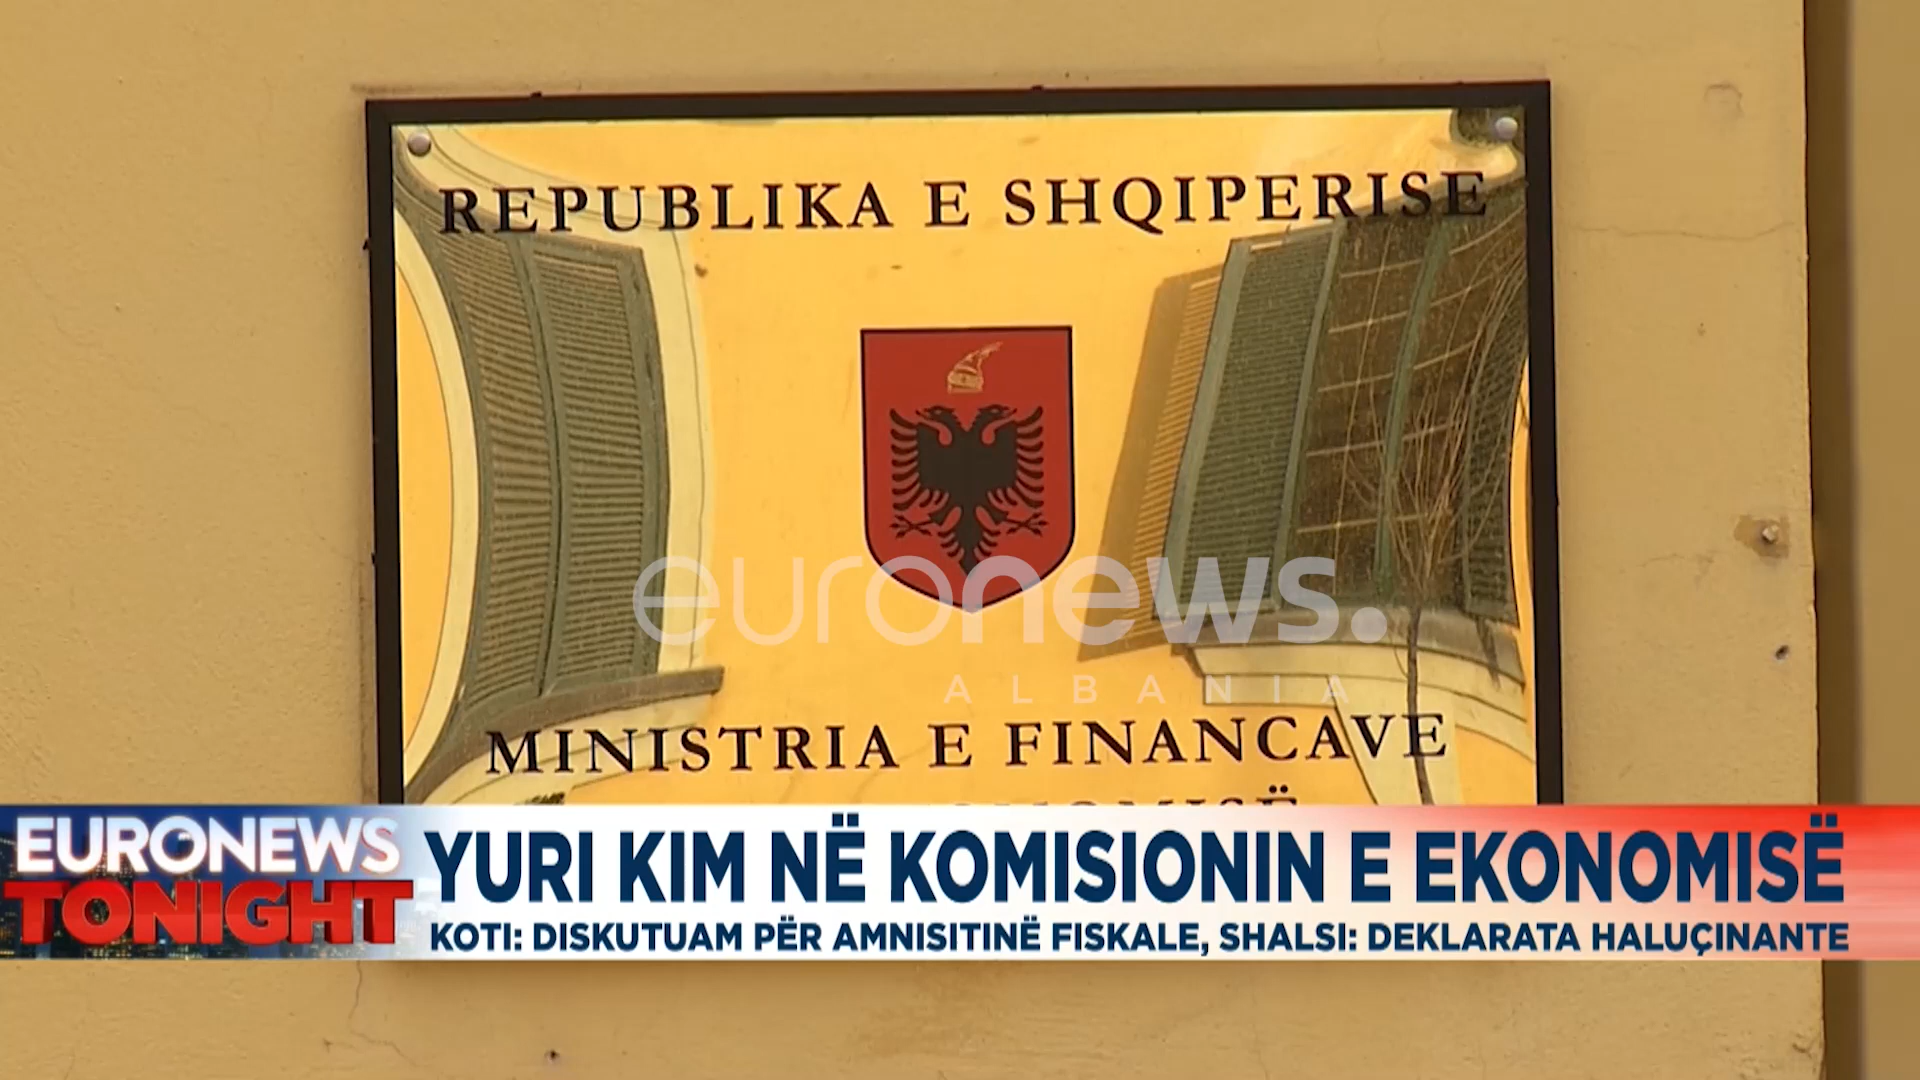 REPUBLIKA E SHQIPERISE
euronews.
ALBANIA
MINISTRIA E FINANCAVE
EURONEWS
TONIGHT
YURI KIM NË KOMISIONIN E EKONOMISË
KOTI: DISKUTUAM PËR AMNISITINË FISKALE, SHALSI: DEKLARATA HALUÇINANTE